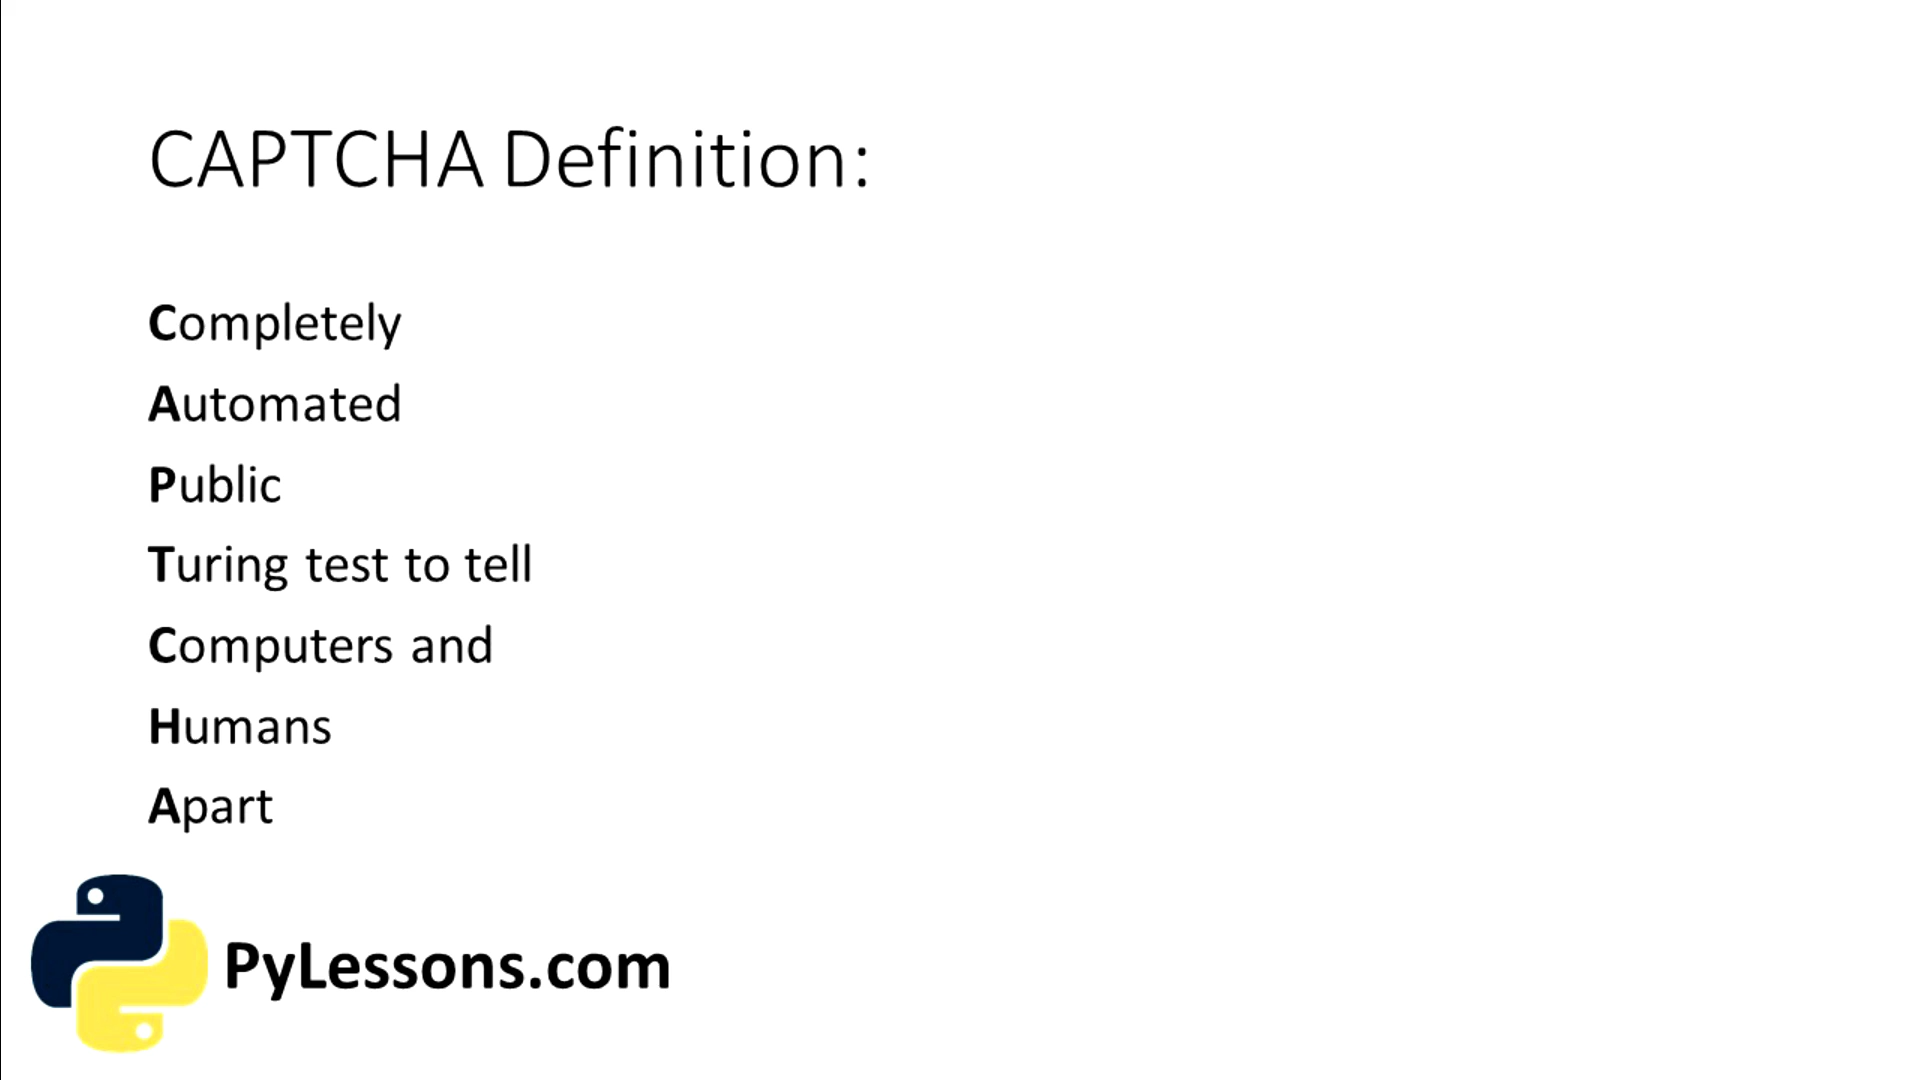 CAPTCHA Definition:
Completely
Automated
Public
Turing test to tell
Computers and
Humans
Apart
PyLessons.com